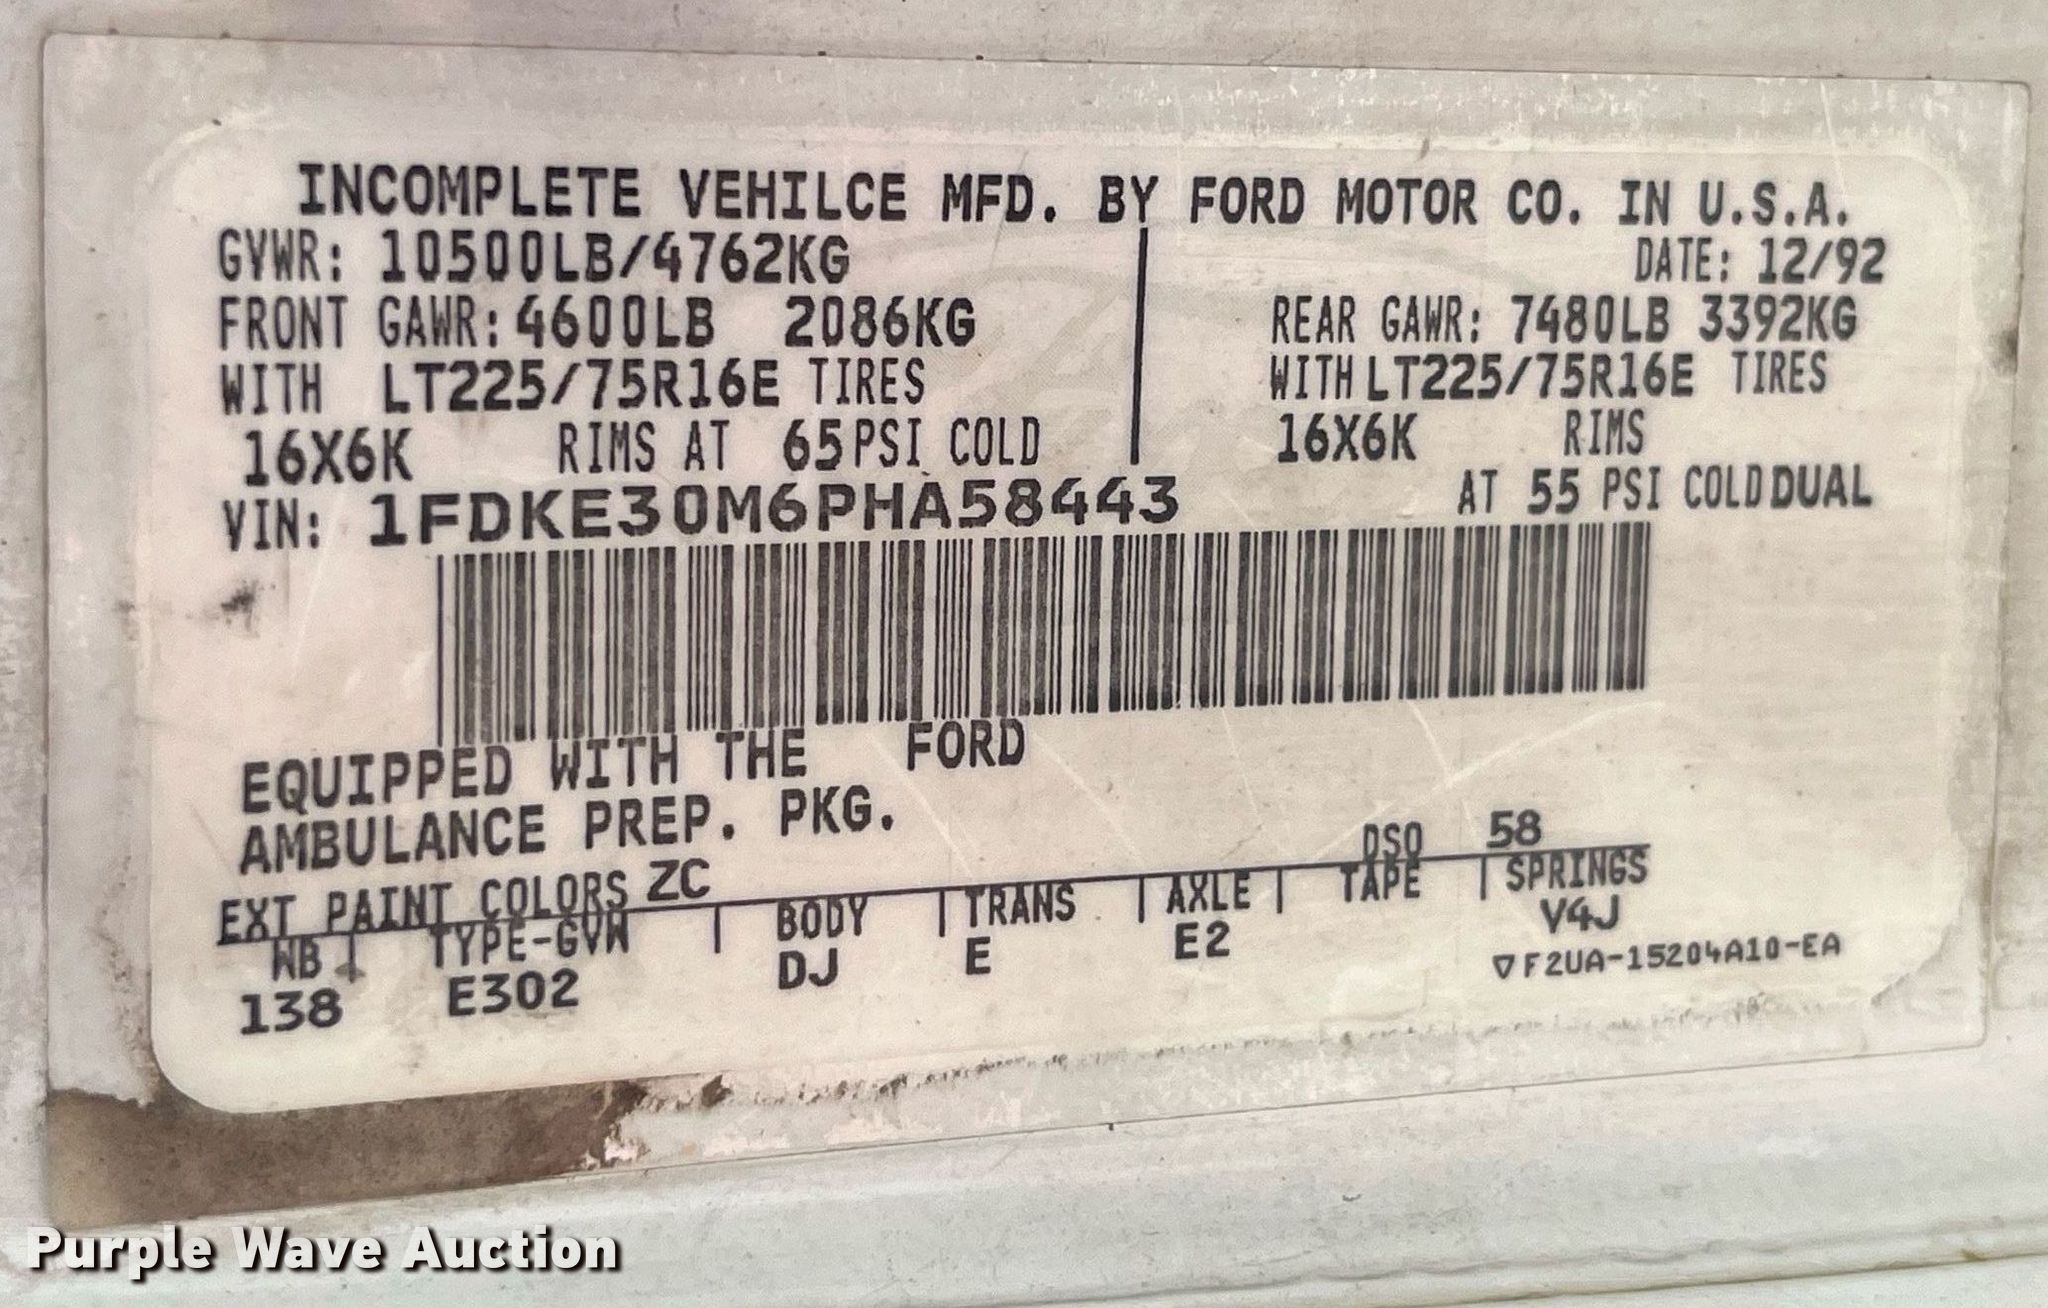 INCOMPLETE VEHILCE MFD. BY FORD MOTOR CO. IN U.S.A.
GVWR: 10500LB/4762KG
DATE: 12/92
FRONT GAWR: 4600LB 2086KG
REAR GAWR: 7480LB 3392KG
WITH LT225/75R16E TIRES
WITH LT225/75R16E TIRES
16X6K RIMS AT 65 PSI COLD
16X6K RIMS
AT 55 PSI COLD DUAL
VIN: 1FDKE30M6PHA58443
EQUIPPED WITH THE FORD
AMBULANCE PREP. PKG.
EXT PAINT COLORS ZC
DSO 58
WB | TYPE-GVW | BODY | TRANS | AXLE | TAPE | SPRINGS
138 E302 DJ E E2 V4J
▽F2UA-15204A10-EA
Purple Wave Auction